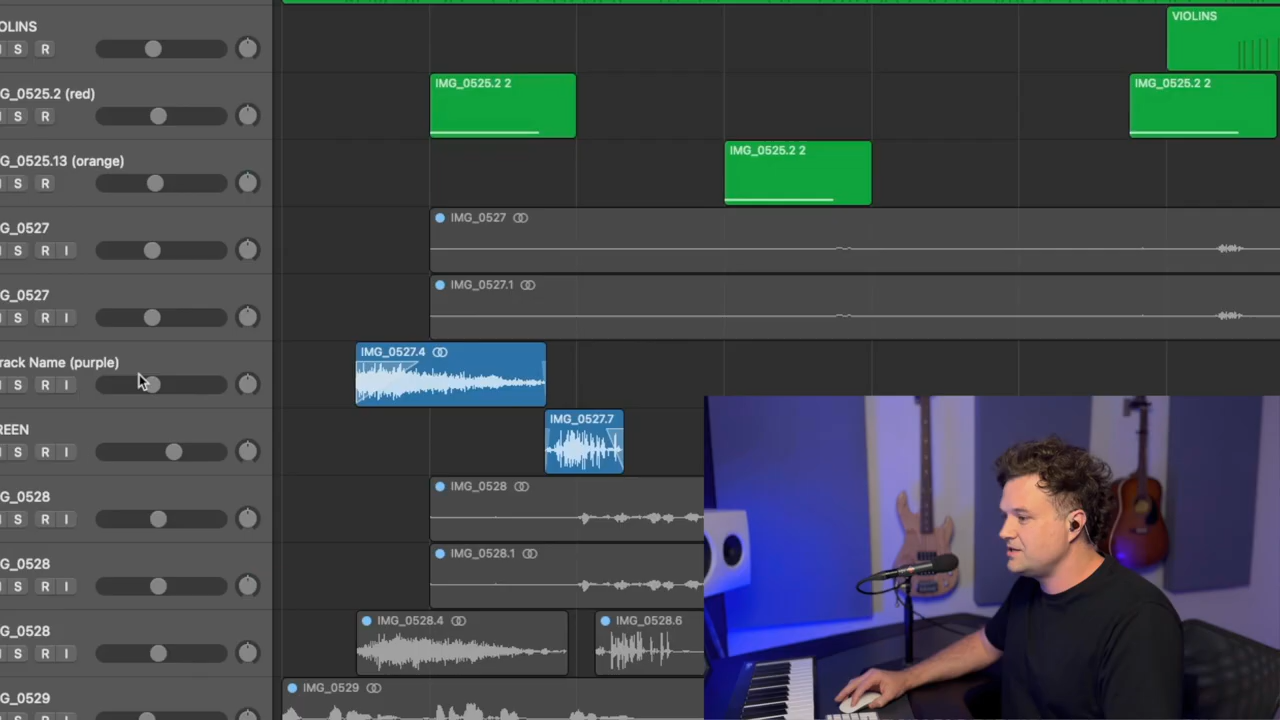 OLINS
S R
VIOLINS
G_0525.2 (red)
S R
IMG_0525.2 2
IMG_0525.2 2
G_0525.13 (orange)
S R
IMG_0525.2 2
G_0527
S R I
IMG_0527
G_0527
S R I
IMG_0527.1
rack Name (purple)
S R I
IMG_0527.4
REEN
S R I
IMG_0527.7
G_0528
S R I
IMG_0528
G_0528
S R I
IMG_0528.1
G_0528
S R I
IMG_0528.4
IMG_0528.6
G_0529
IMG_0529